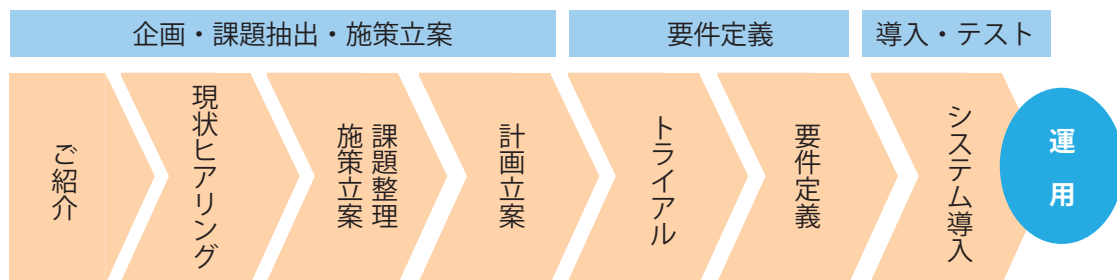 企画・課題抽出・施策立案
要件定義
導入・テスト
ご紹介
現状ヒアリング
課題整理
施策立案
計画立案
トライアル
要件定義
システム導入
運用